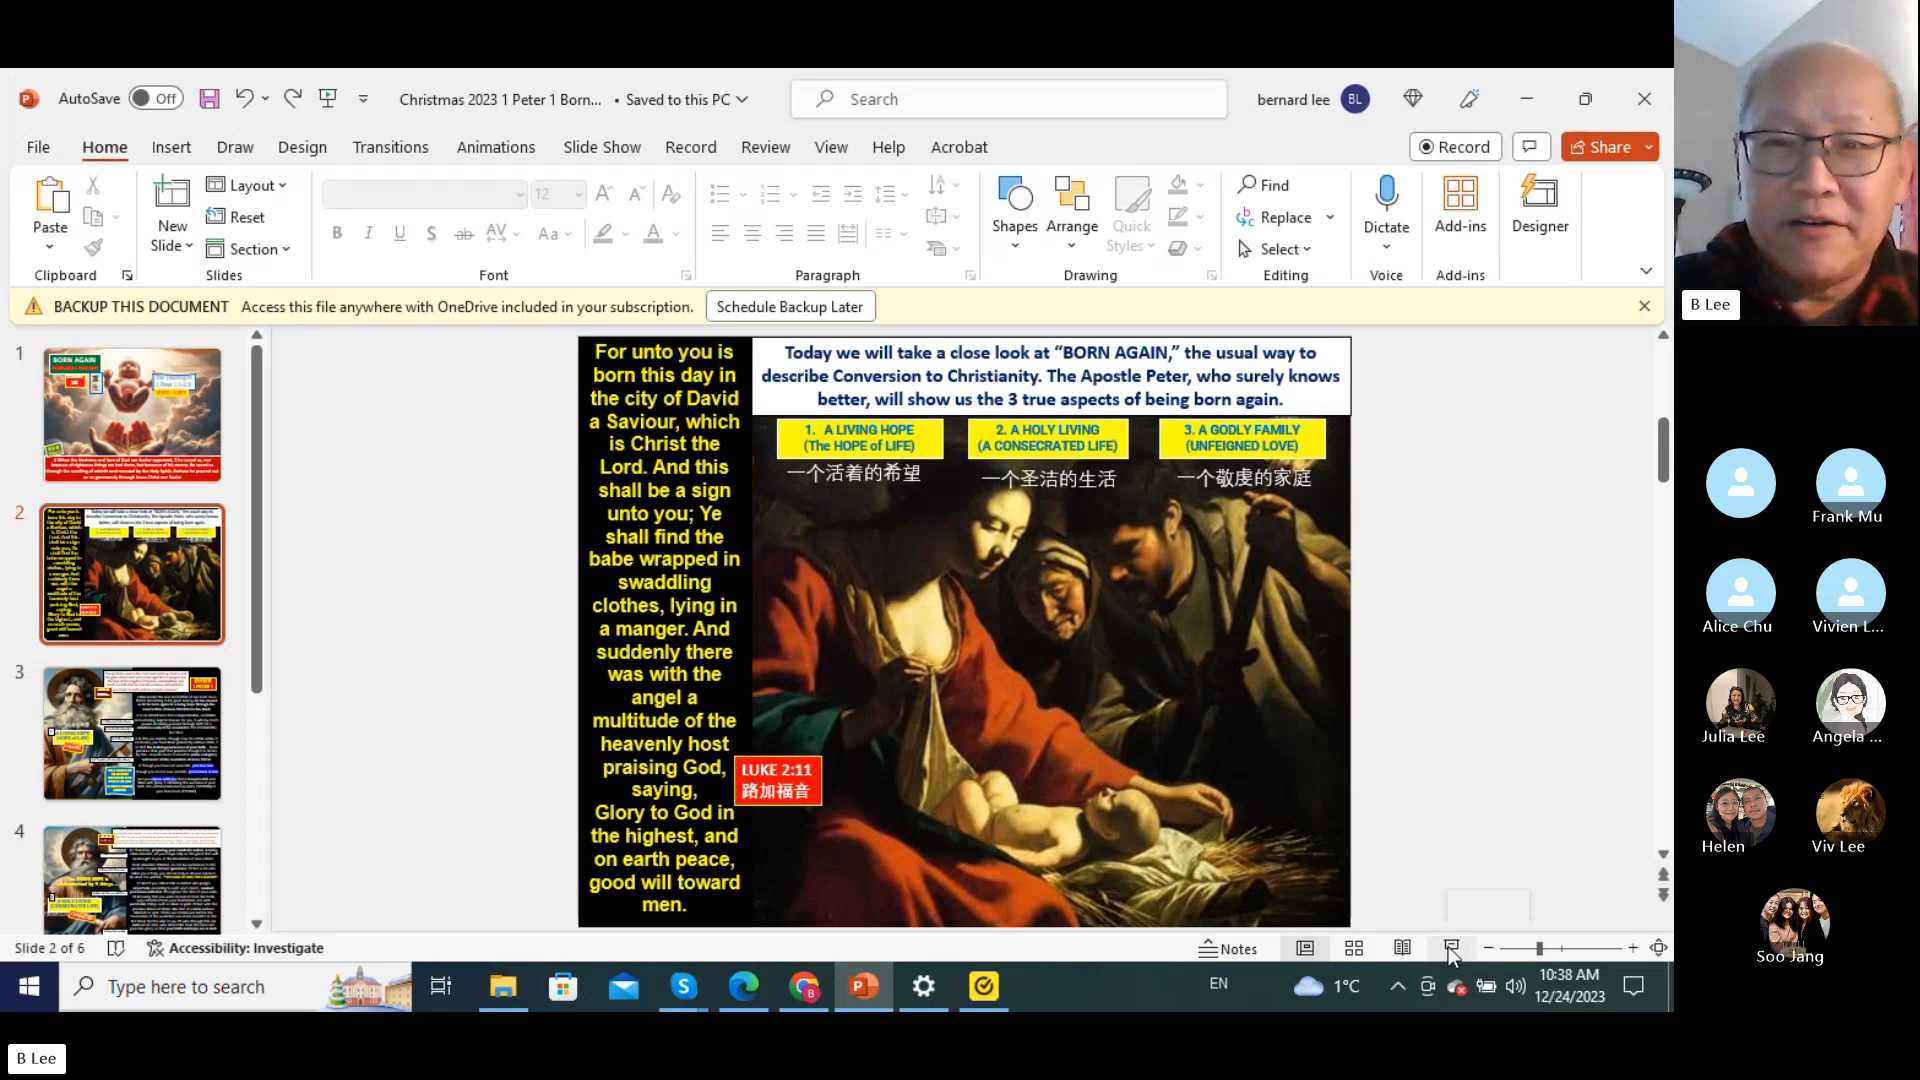 AutoSave Off
Christmas 2023 1 Peter 1 Born... • Saved to this PC
Search
bernard lee BL
File Home Insert Draw Design Transitions Animations Slide Show Record Review View Help Acrobat
Record
Share
Paste
New
Slide
Layout
Reset
Section
12
Shapes
Arrange
Quick
Styles
Find
Replace
Select
Dictate
Add-ins
Designer
Clipboard
Slides
Font
Paragraph
Drawing
Editing
Voice
Add-ins
BACKUP THIS DOCUMENT Access this file anywhere with OneDrive included in your subscription. Schedule Backup Later
1
BORN AGAIN
2
3
4
For unto you is
born this day in
the city of David
a Saviour, which
is Christ the
Lord. And this
shall be a sign
unto you; Ye
shall find the
babe wrapped in
swaddling
clothes, lying in
a manger. And
suddenly there
was with the
angel a
multitude of the
heavenly host
praising God,
saying,
Glory to God in
the highest, and
on earth peace,
good will toward
men.
Today we will take a close look at “BORN AGAIN,” the usual way to
describe Conversion to Christianity. The Apostle Peter, who surely knows
better, will show us the 3 true aspects of being born again.
1. A LIVING HOPE
(The HOPE of LIFE)
一个活着的希望
2. A HOLY LIVING
(A CONSECRATED LIFE)
一个圣洁的生活
3. A GODLY FAMILY
(UNFEIGNED LOVE)
一个敬虔的家庭
LUKE 2:11
路加福音
Slide 2 of 6
Accessibility: Investigate
Notes
Type here to search
EN
1°C
10:38 AM
12/24/2023
B Lee
Frank Mu
Alice Chu
Vivien L...
Julia Lee
Angela ...
Helen
Viv Lee
Soo Jang
B Lee